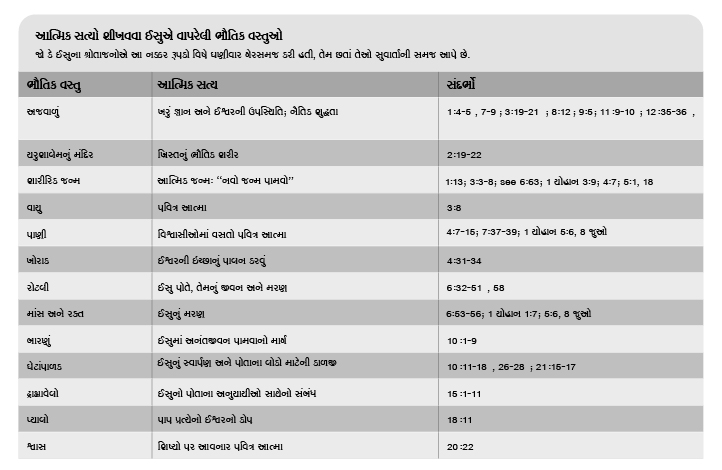 આત્મિક સત્યો શીખવવા ઈસુએ વાપરેલી ભૌતિક વસ્તુઓ
જો કે ઈસુના શ્રોતાજનોએ આ નક્કર રૂપકો વિષે ઘણીવાર ગેરસમજ કરી હતી, તેમ છતાં તેઓ સુવાર્તાની સમજ આપે છે.
ભૌતિક વસ્તુ આત્મિક સત્ય સંદર્ભો
અજવાળું ખરું જ્ઞાન અને ઈશ્વરની ઉપસ્થિતિ; નૈતિક શુદ્ધતા 1:4-5 , 7-9 ; 3:19-21 ; 8:12 ; 9:5; 11:9-10 ; 12:35-36 ,
યરુશાલેમનું મંદિર ખ્રિસ્તનું ભૌતિક શરીર 2:19-22
શારીરિક જન્મ આત્મિક જન્મ: “નવો જન્મ પામવો” 1:13; 3:3-8; see 6:63; 1 યોહાન 3:9; 4:7; 5:1, 18
વાયુ પવિત્ર આત્મા 3:8
પાણી વિશ્વાસીઓમાં વસતો પવિત્ર આત્મા 4:7-15; 7:37-39; 1 યોહાન 5:6, 8 જુઓ
ખોરાક ઈશ્વરની ઇચ્છાનું પાલન કરવું 4:31-34
રોટલી ઈસુ પોતે, તેમનું જીવન અને મરણ 6:32-51 , 58
માંસ અને રક્ત ઈસુનું મરણ 6:53-56; 1 યોહાન 1:7; 5:6, 8 જુઓ
બારણું ઈસુમાં અનંતજીવન પામવાનો માર્ગ 10:1-9
ઘેટાંપાળક ઈસુનું સ્વાર્પણ અને પોતાના લોકો માટેની કાળજી 10:11-18 , 26-28 ; 21:15-17
દ્રાક્ષાવેલો ઈસુનો પોતાના અનુયાયીઓ સાથેનો સંબંધ 15:1-11
પ્યાલો પાપ પ્રત્યેનો ઈશ્વરનો કોપ 18:11
શ્વાસ શિષ્યો પર આવનાર પવિત્ર આત્મા 20:22